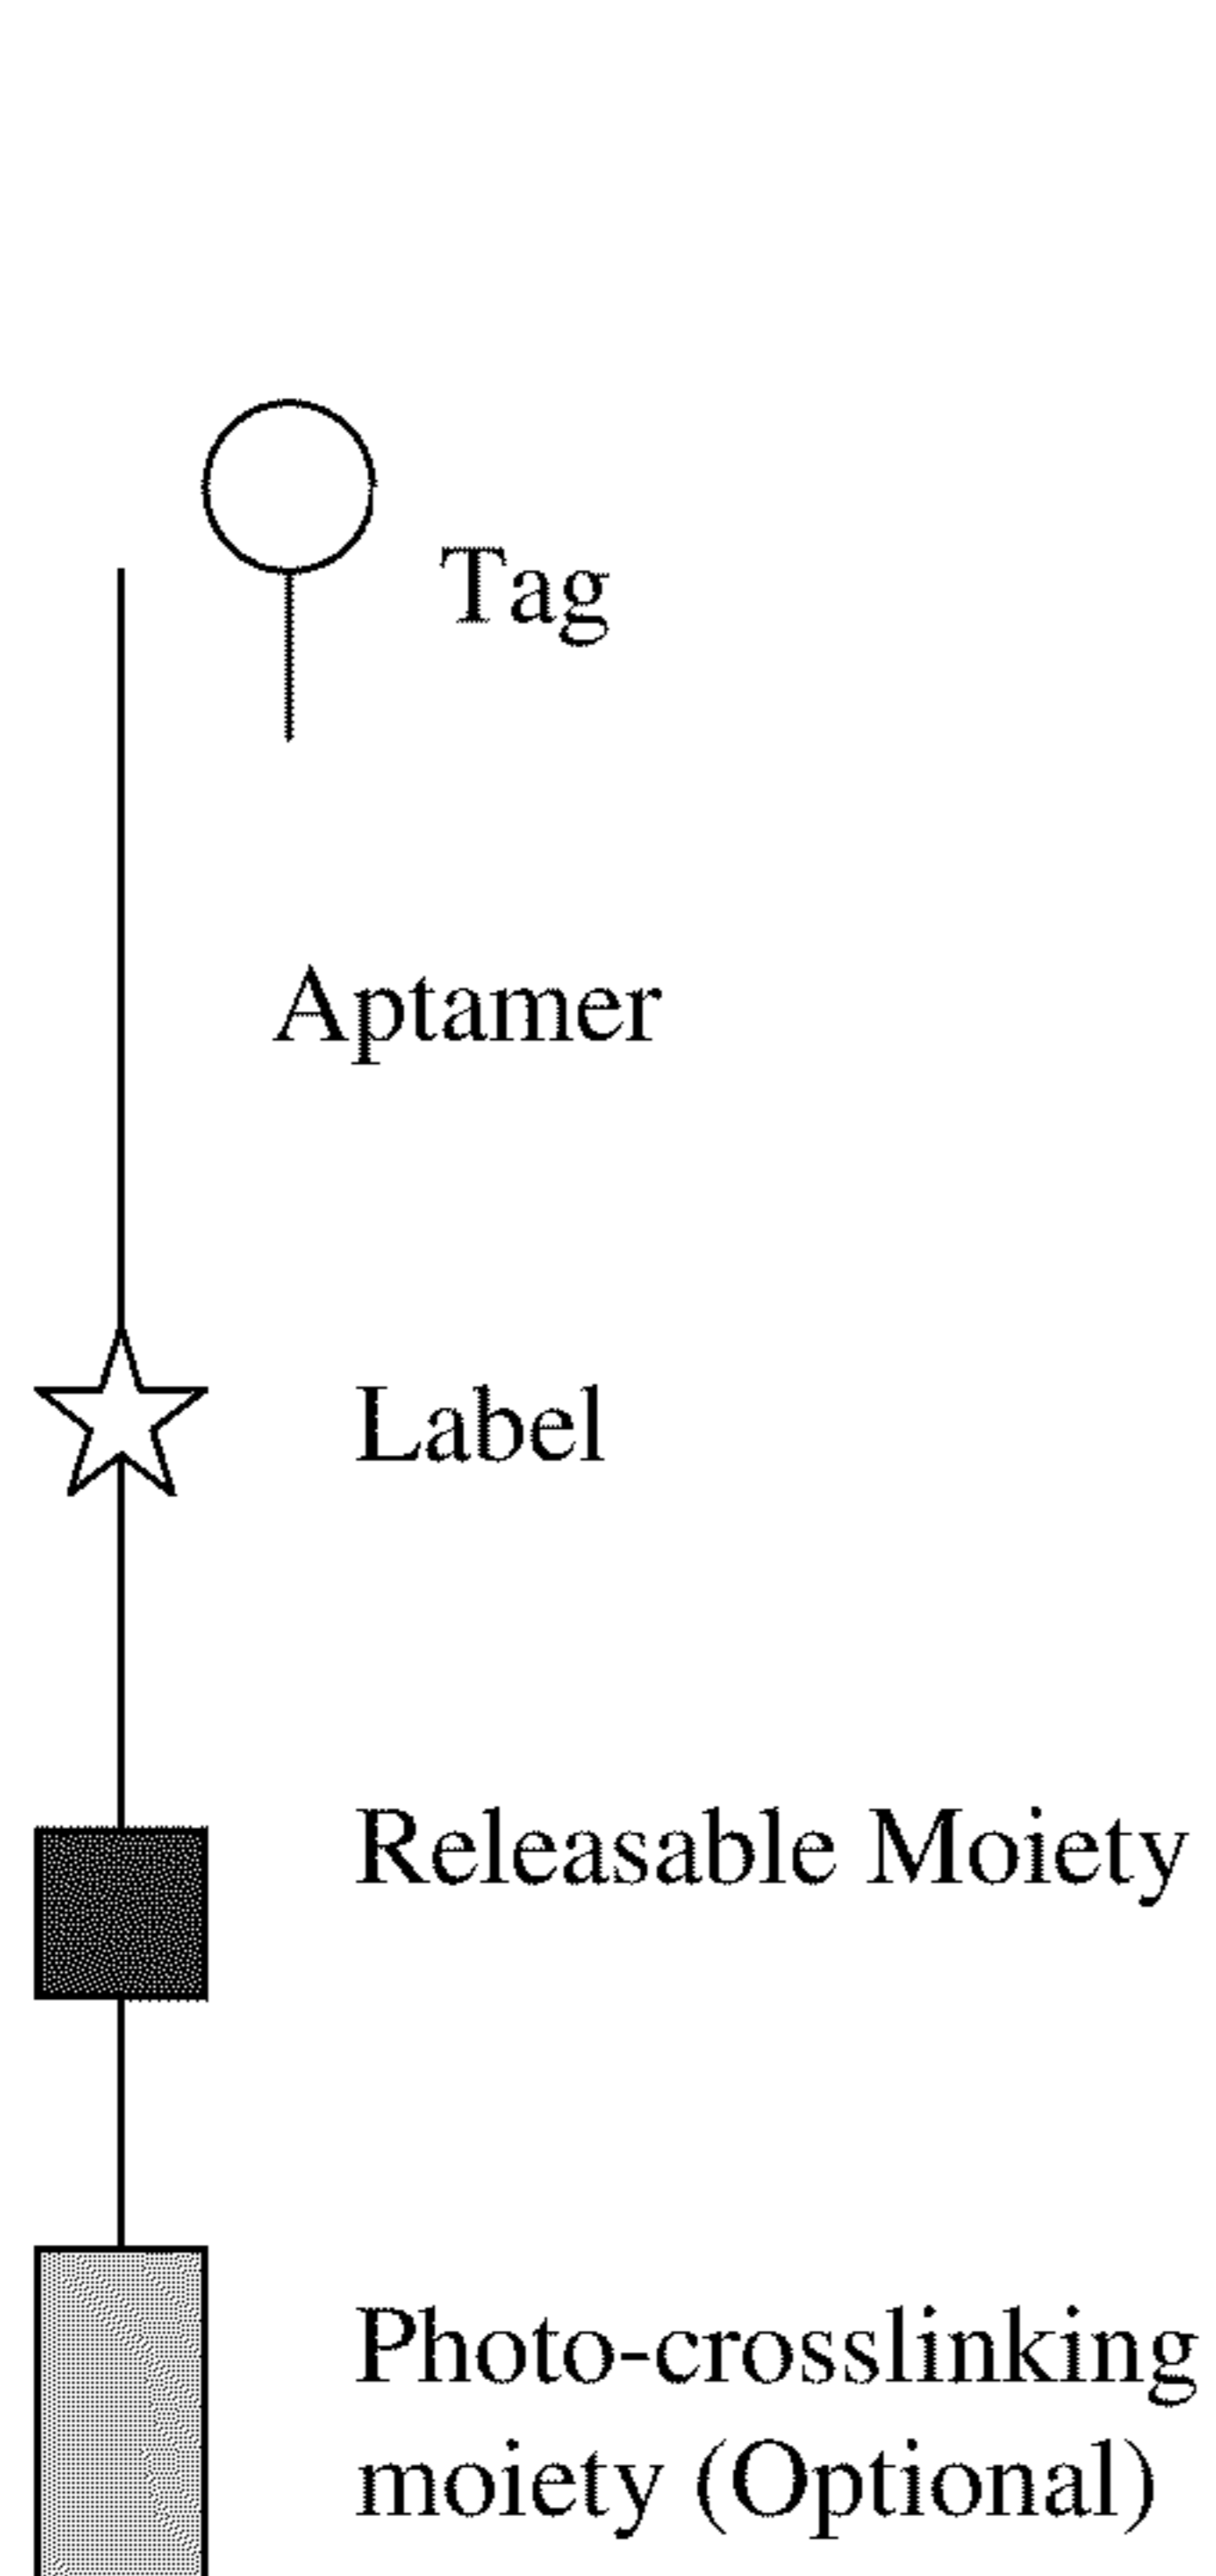 Tag
Aptamer
Label
Releasable Moiety
Photo-crosslinking
moiety (Optional)